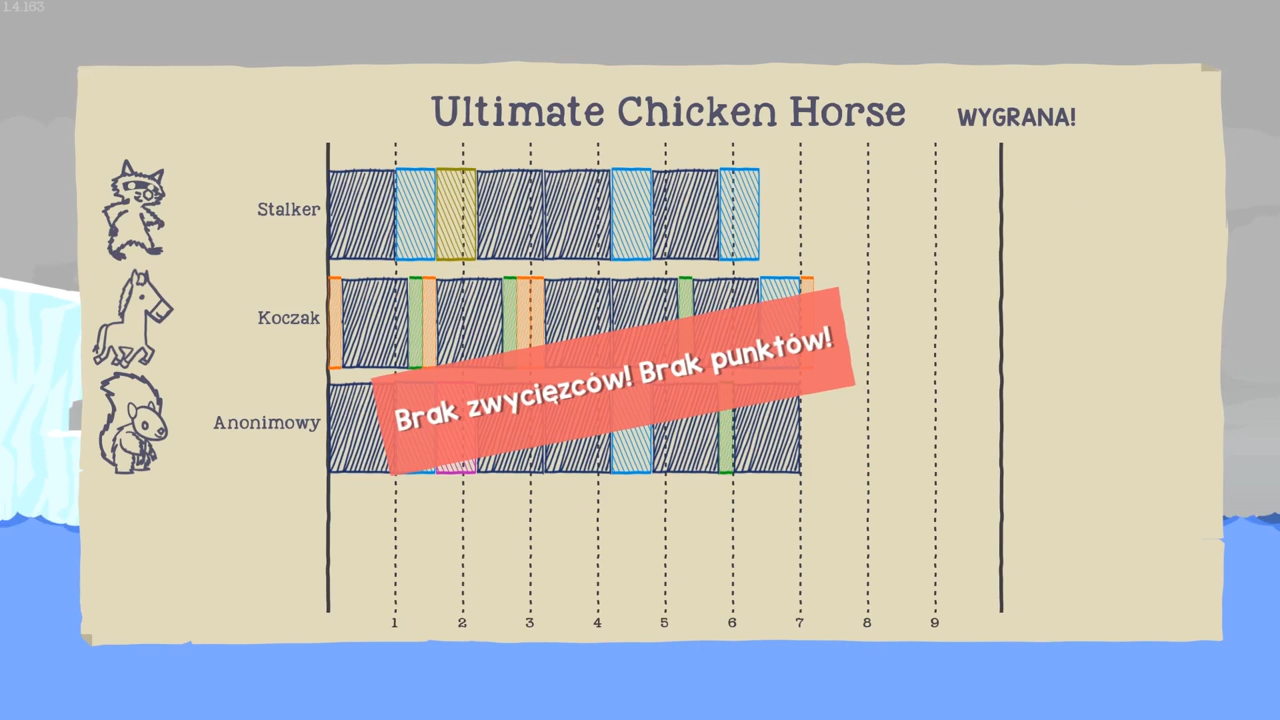 1.4.163
Ultimate Chicken Horse
WYGRANA!
Stalker
Koczak
Anonimowy
Brak zwycięzców! Brak punktów!
1 2 3 4 5 6 7 8 9